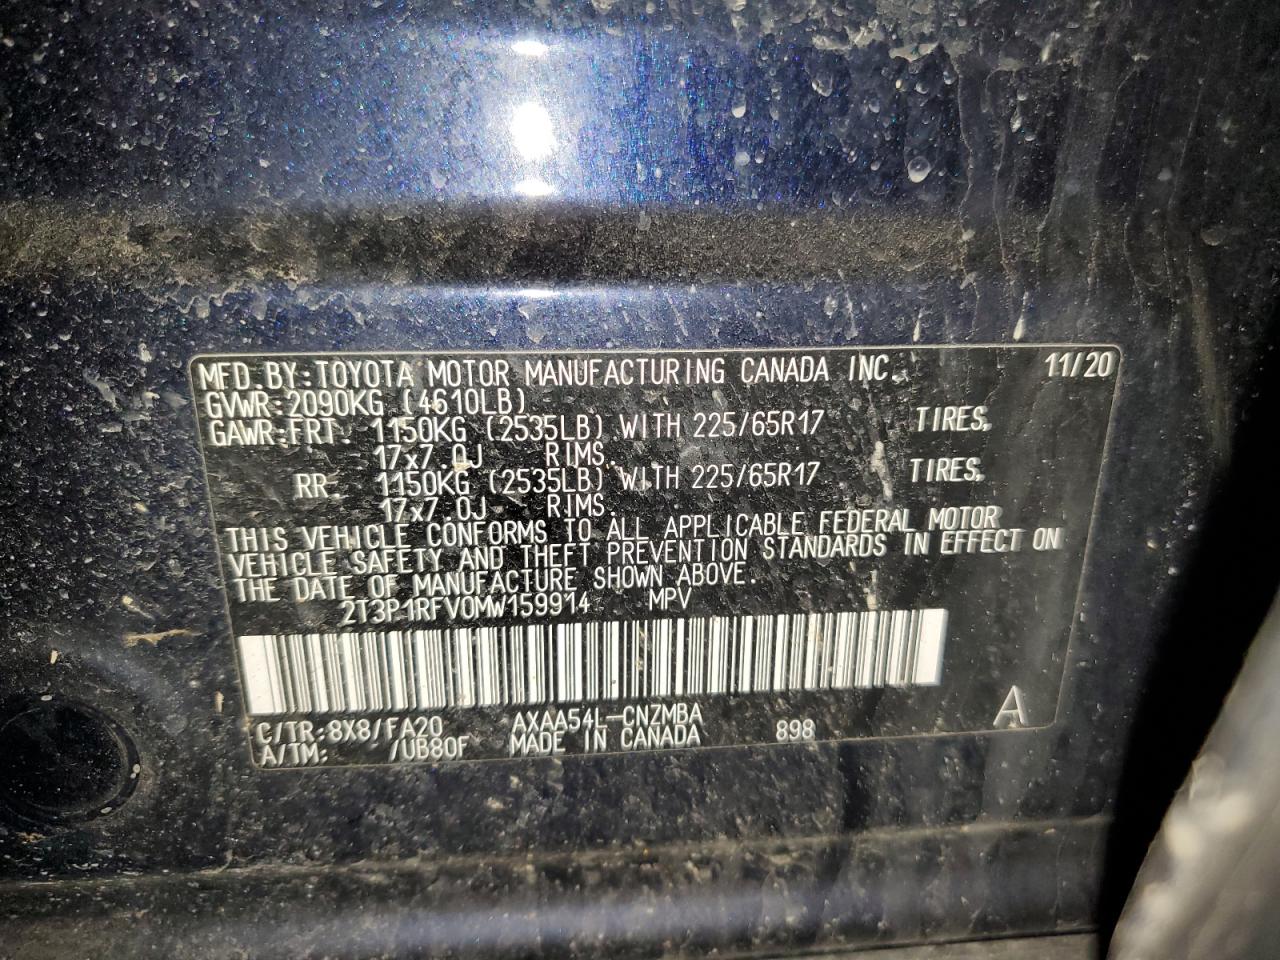 MFD.BY:TOYOTA MOTOR MANUFACTURING CANADA INC. 11/20
GVWR:2090KG (4610LB)
GAWR:FRT. 1150KG (2535LB) WITH 225/65R17 TIRES,
17x7.0J RIMS.
RR. 1150KG (2535LB) WITH 225/65R17 TIRES,
17x7.0J RIMS.
THIS VEHICLE CONFORMS TO ALL APPLICABLE FEDERAL MOTOR
VEHICLE SAFETY AND THEFT PREVENTION STANDARDS IN EFFECT ON
THE DATE OF MANUFACTURE SHOWN ABOVE.
2T3P1RFV0MW159914 MPV
C/TR:8X8/FA20 AXAA54L-CNZMBA 898 A
A/TM: /UB80F MADE IN CANADA